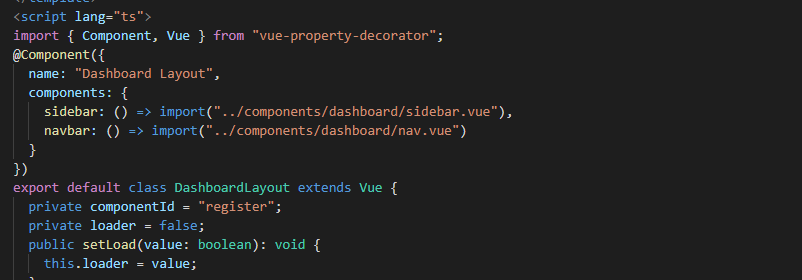 </template>
<script lang="ts">
import { Component, Vue } from "vue-property-decorator";
@Component({
  name: "Dashboard Layout",
  components: {
    sidebar: () => import("../components/dashboard/sidebar.vue"),
    navbar: () => import("../components/dashboard/nav.vue")
  }
})
export default class DashboardLayout extends Vue {
  private componentId = "register";
  private loader = false;
  public setLoad(value: boolean): void {
    this.loader = value;
  }